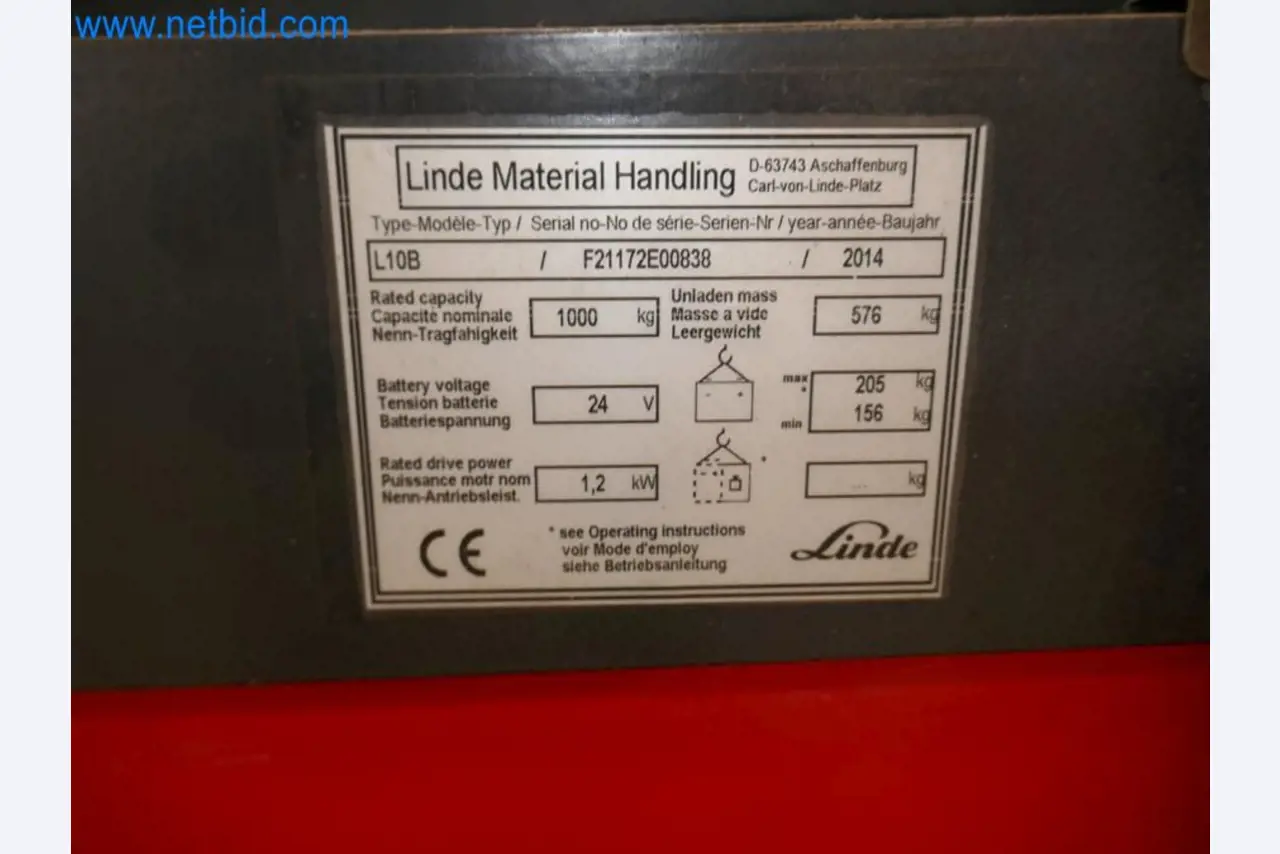 www.netbid.com
Linde Material Handling
D-63743 Aschaffenburg
Carl-von-Linde-Platz
Type-Modèle-Typ / Serial no-No de série-Serien-Nr / year-année-Baujahr
L10B / F21172E00838 / 2014
Rated capacity
Capacite nominale
Nenn-Tragfahigkeit
1000 kg
Unladen mass
Masse a vide
Leergewicht
576 kg
Battery voltage
Tension batterie
Batteriespannung
24 V
max
*
205 kg
min
156 kg
Rated drive power
Puissance motr nom
Nenn-Antriebsleist.
1,2 kW
*
... kg
CE
* see Operating instructions
voir Mode d'employ
siehe Betriebsanleitung
Linde